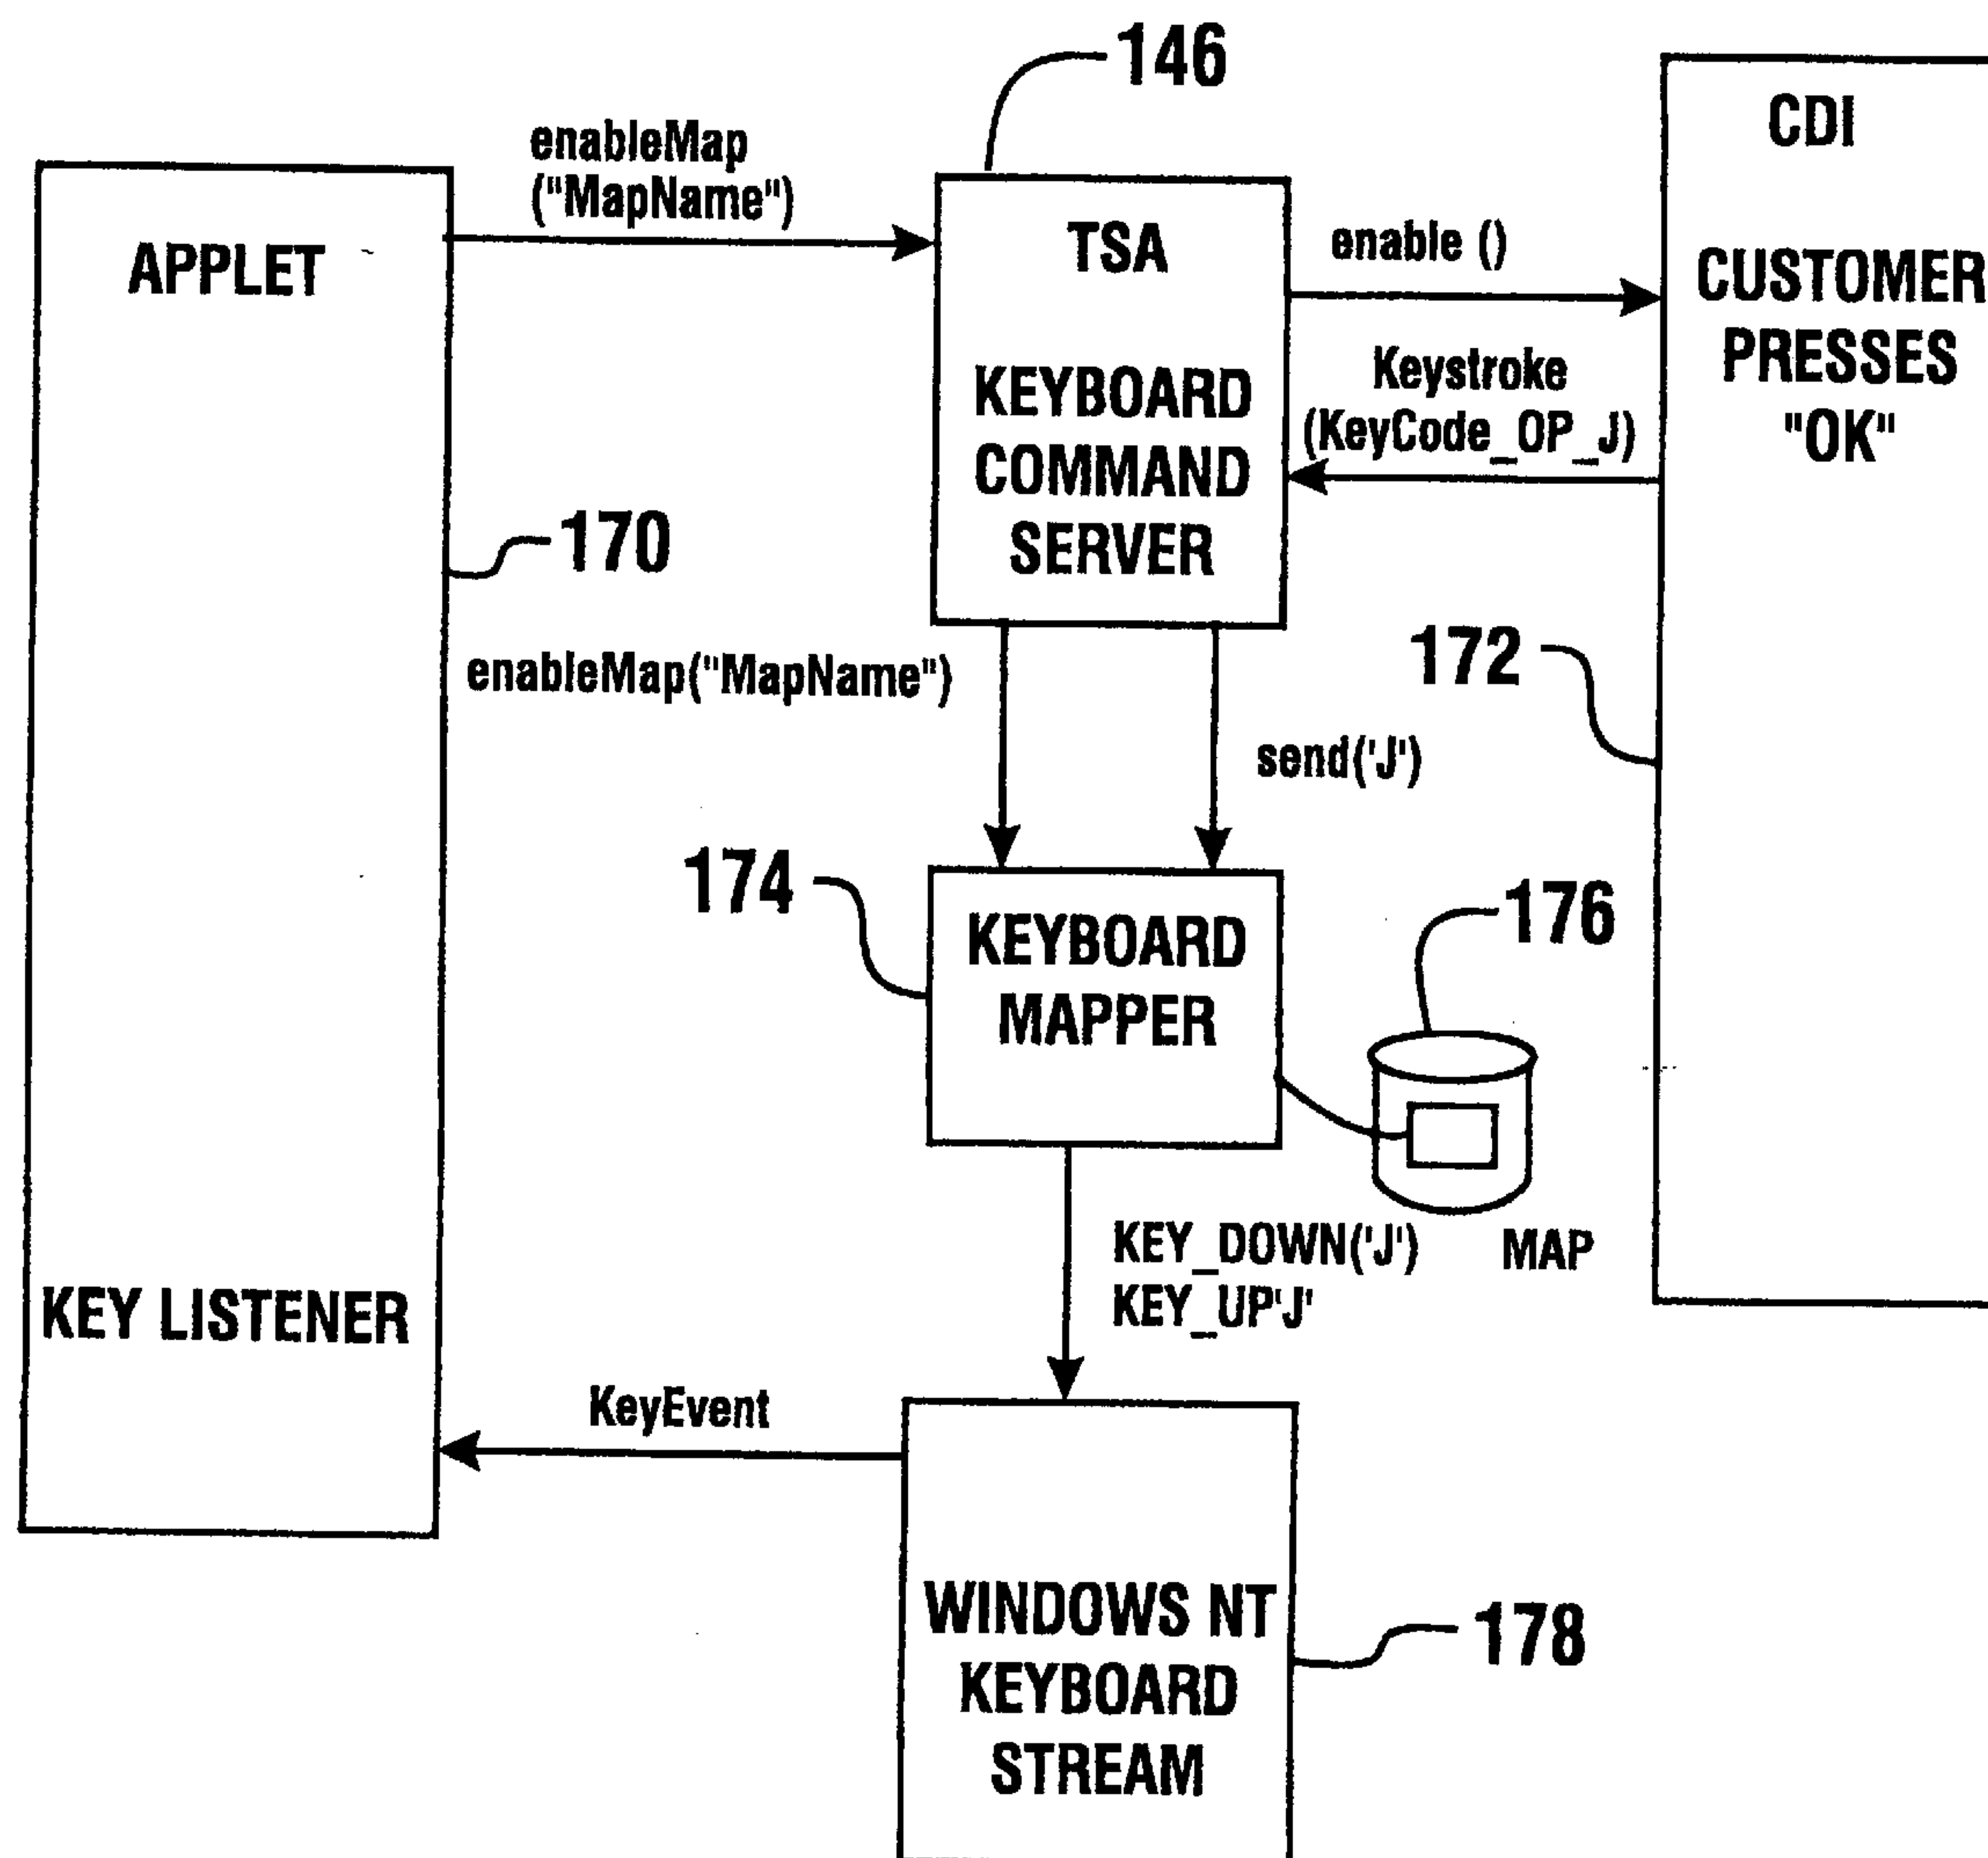 146
enableMap
("MapName")
APPLET
TSA
KEYBOARD
COMMAND
SERVER
enable ()
Keystroke
(KeyCode_OP_J)
CDI
CUSTOMER
PRESSES
"OK"
170
enableMap("MapName")
send('J')
172
174
KEYBOARD
MAPPER
176
MAP
KEY_DOWN('J')
KEY_UP'J'
KEY LISTENER
KeyEvent
WINDOWS NT
KEYBOARD
STREAM
178